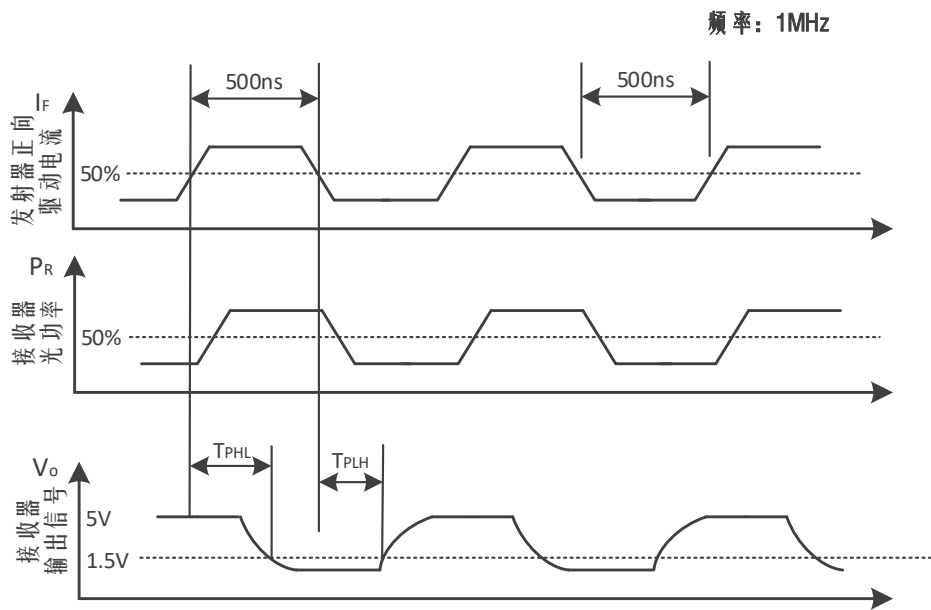 频率：1MHz
500ns
500ns
IF
发射器正向
驱动电流
50%
PR
接收器
光功率
50%
TPHL
TPLH
Vo
接收器
输出信号
5V
1.5V